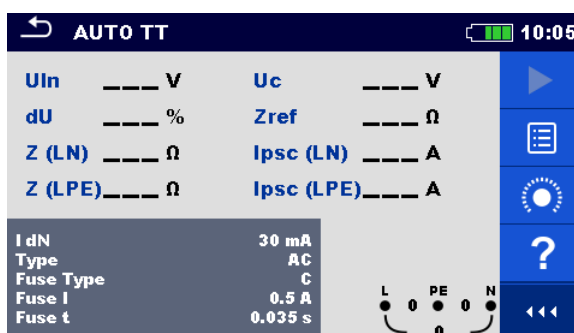 AUTO TT 10:05
Uln ___ V Uc ___ V
dU ___ % Zref ___ Ω
Z (LN) ___ Ω Ipsc (LN) ___ A
Z (LPE)___ Ω Ipsc (LPE)___ A
I dN 30 mA
Type AC
Fuse Type C
Fuse I 0.5 A
Fuse t 0.035 s
L PE N
0 0
0
?